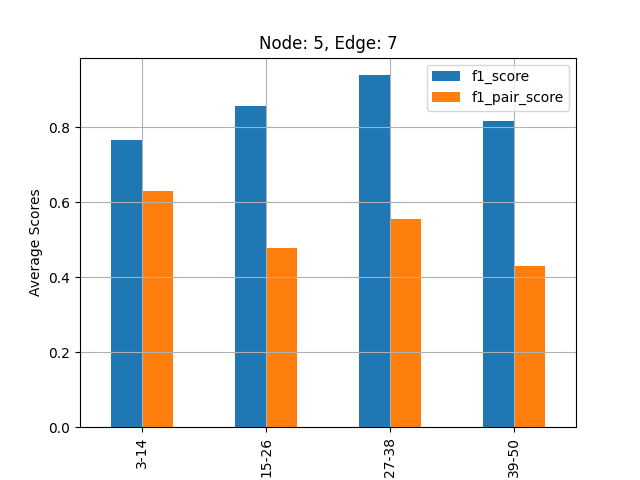 Node: 5, Edge: 7
f1_score
f1_pair_score
Average Scores
0.8
0.6
0.4
0.2
0.0
3-14
15-26
27-38
39-50